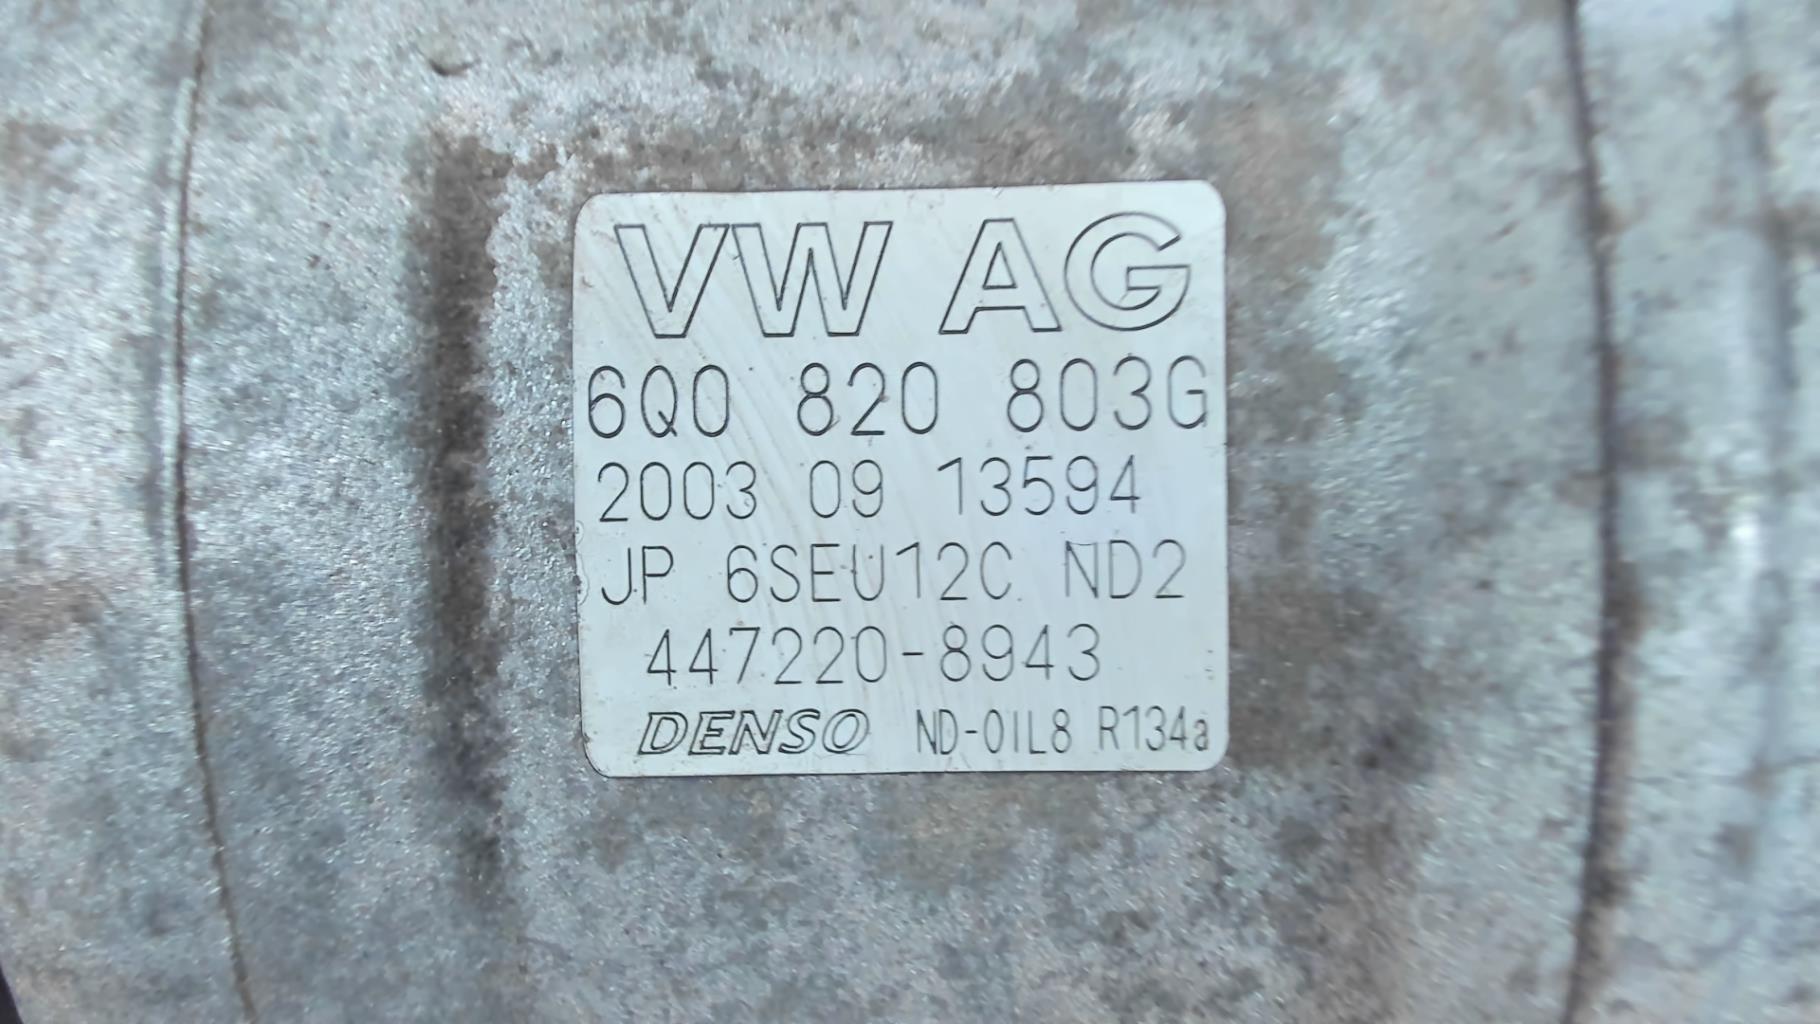 VW AG
6Q0 820 803G
2003 09 13594
JP 6SEU12C ND2
447220-8943
DENSO ND-OIL8 R134a